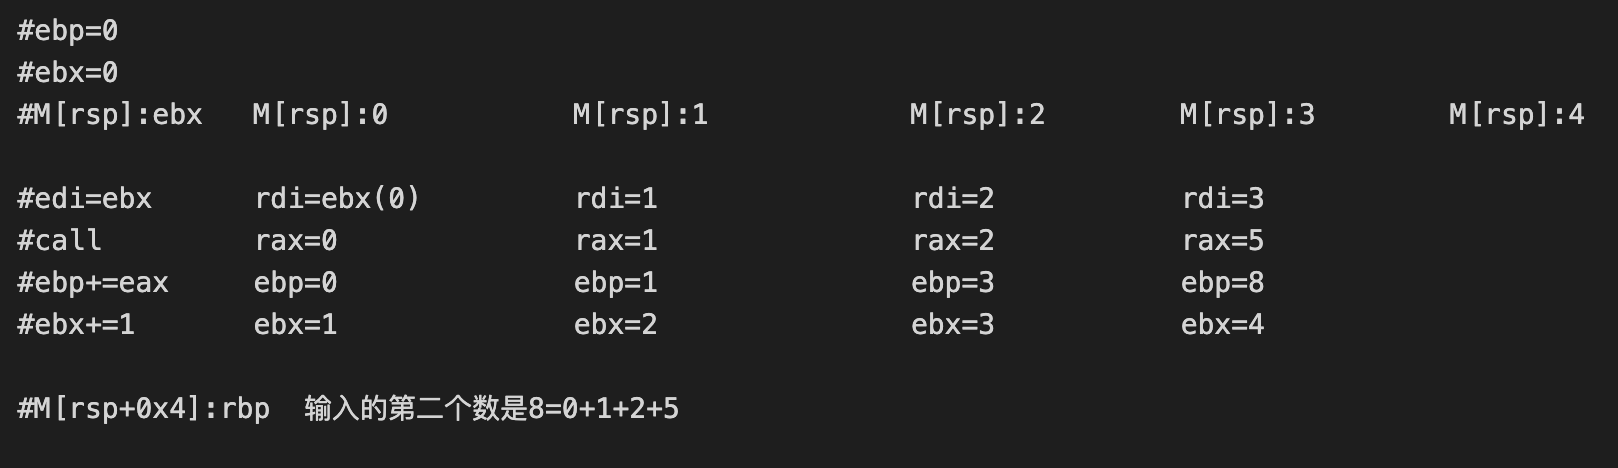 #ebp=0
#ebx=0
#M[rsp]:ebx   M[rsp]:0           M[rsp]:1            M[rsp]:2        M[rsp]:3        M[rsp]:4
#edi=ebx      rdi=ebx(0)         rdi=1               rdi=2           rdi=3
#call         rax=0              rax=1               rax=2           rax=5
#ebp+=eax     ebp=0              ebp=1               ebp=3           ebp=8
#ebx+=1       ebx=1              ebx=2               ebx=3           ebx=4
#M[rsp+0x4]:rbp  输入的第二个数是8=0+1+2+5